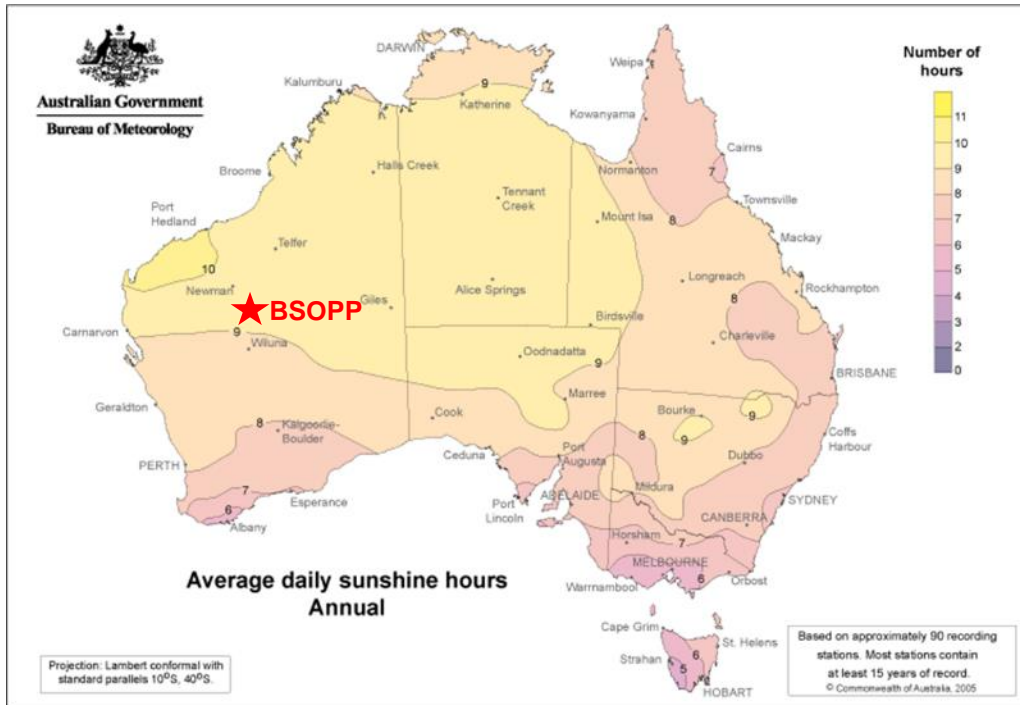 Australian Government
Bureau of Meteorology
DARWIN
Kalumburu
9
Katherine
Weipa
Kowanyama
Cairns
7
Normanton
Broome
Halls Creek
Tennant
Creek
Mount Isa
8
Townsville
Port
Hedland
Telfer
Mackay
10
Newman
Giles
Alice Springs
Longreach
8
Rockhampton
BSOPP
Birdsville
Charleville
Carnarvon
9
Wiluna
Oodnadatta
9
BRISBANE
Geraldton
Marree
Cook
Bourke
9
9
Coffs
Harbour
8
Kalgoorlie-
Boulder
8
Port
Augusta
Dubbo
PERTH
Ceduna
Mildura
7
Esperance
6
Albany
Port
Lincoln
ADELAIDE
SYDNEY
CANBERRA
Horsham
7
MELBOURNE
6
Warrnambool
Orbost
Cape Grim
St. Helens
6
Strahan
5
HOBART
Number of
hours
11
10
9
8
7
6
5
4
3
2
0
Average daily sunshine hours
Annual
Projection: Lambert conformal with
standard parallels 10°S, 40°S.
Based on approximately 90 recording
stations. Most stations contain
at least 15 years of record.
© Commonwealth of Australia, 2005